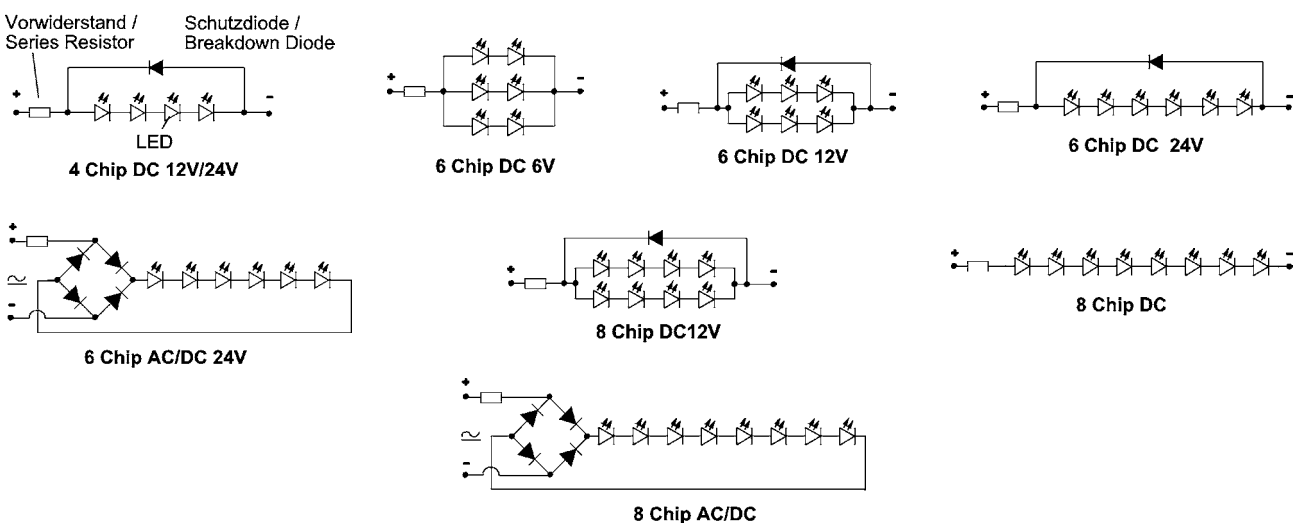 Vorwiderstand /
Series Resistor
Schutzdiode /
Breakdown Diode
+
-
LED
4 Chip DC 12V/24V
+
-
6 Chip DC 6V
+
-
6 Chip DC 12V
+
-
6 Chip DC 24V
+
-
6 Chip AC/DC 24V
+
-
8 Chip DC12V
+
-
8 Chip DC
+
-
8 Chip AC/DC